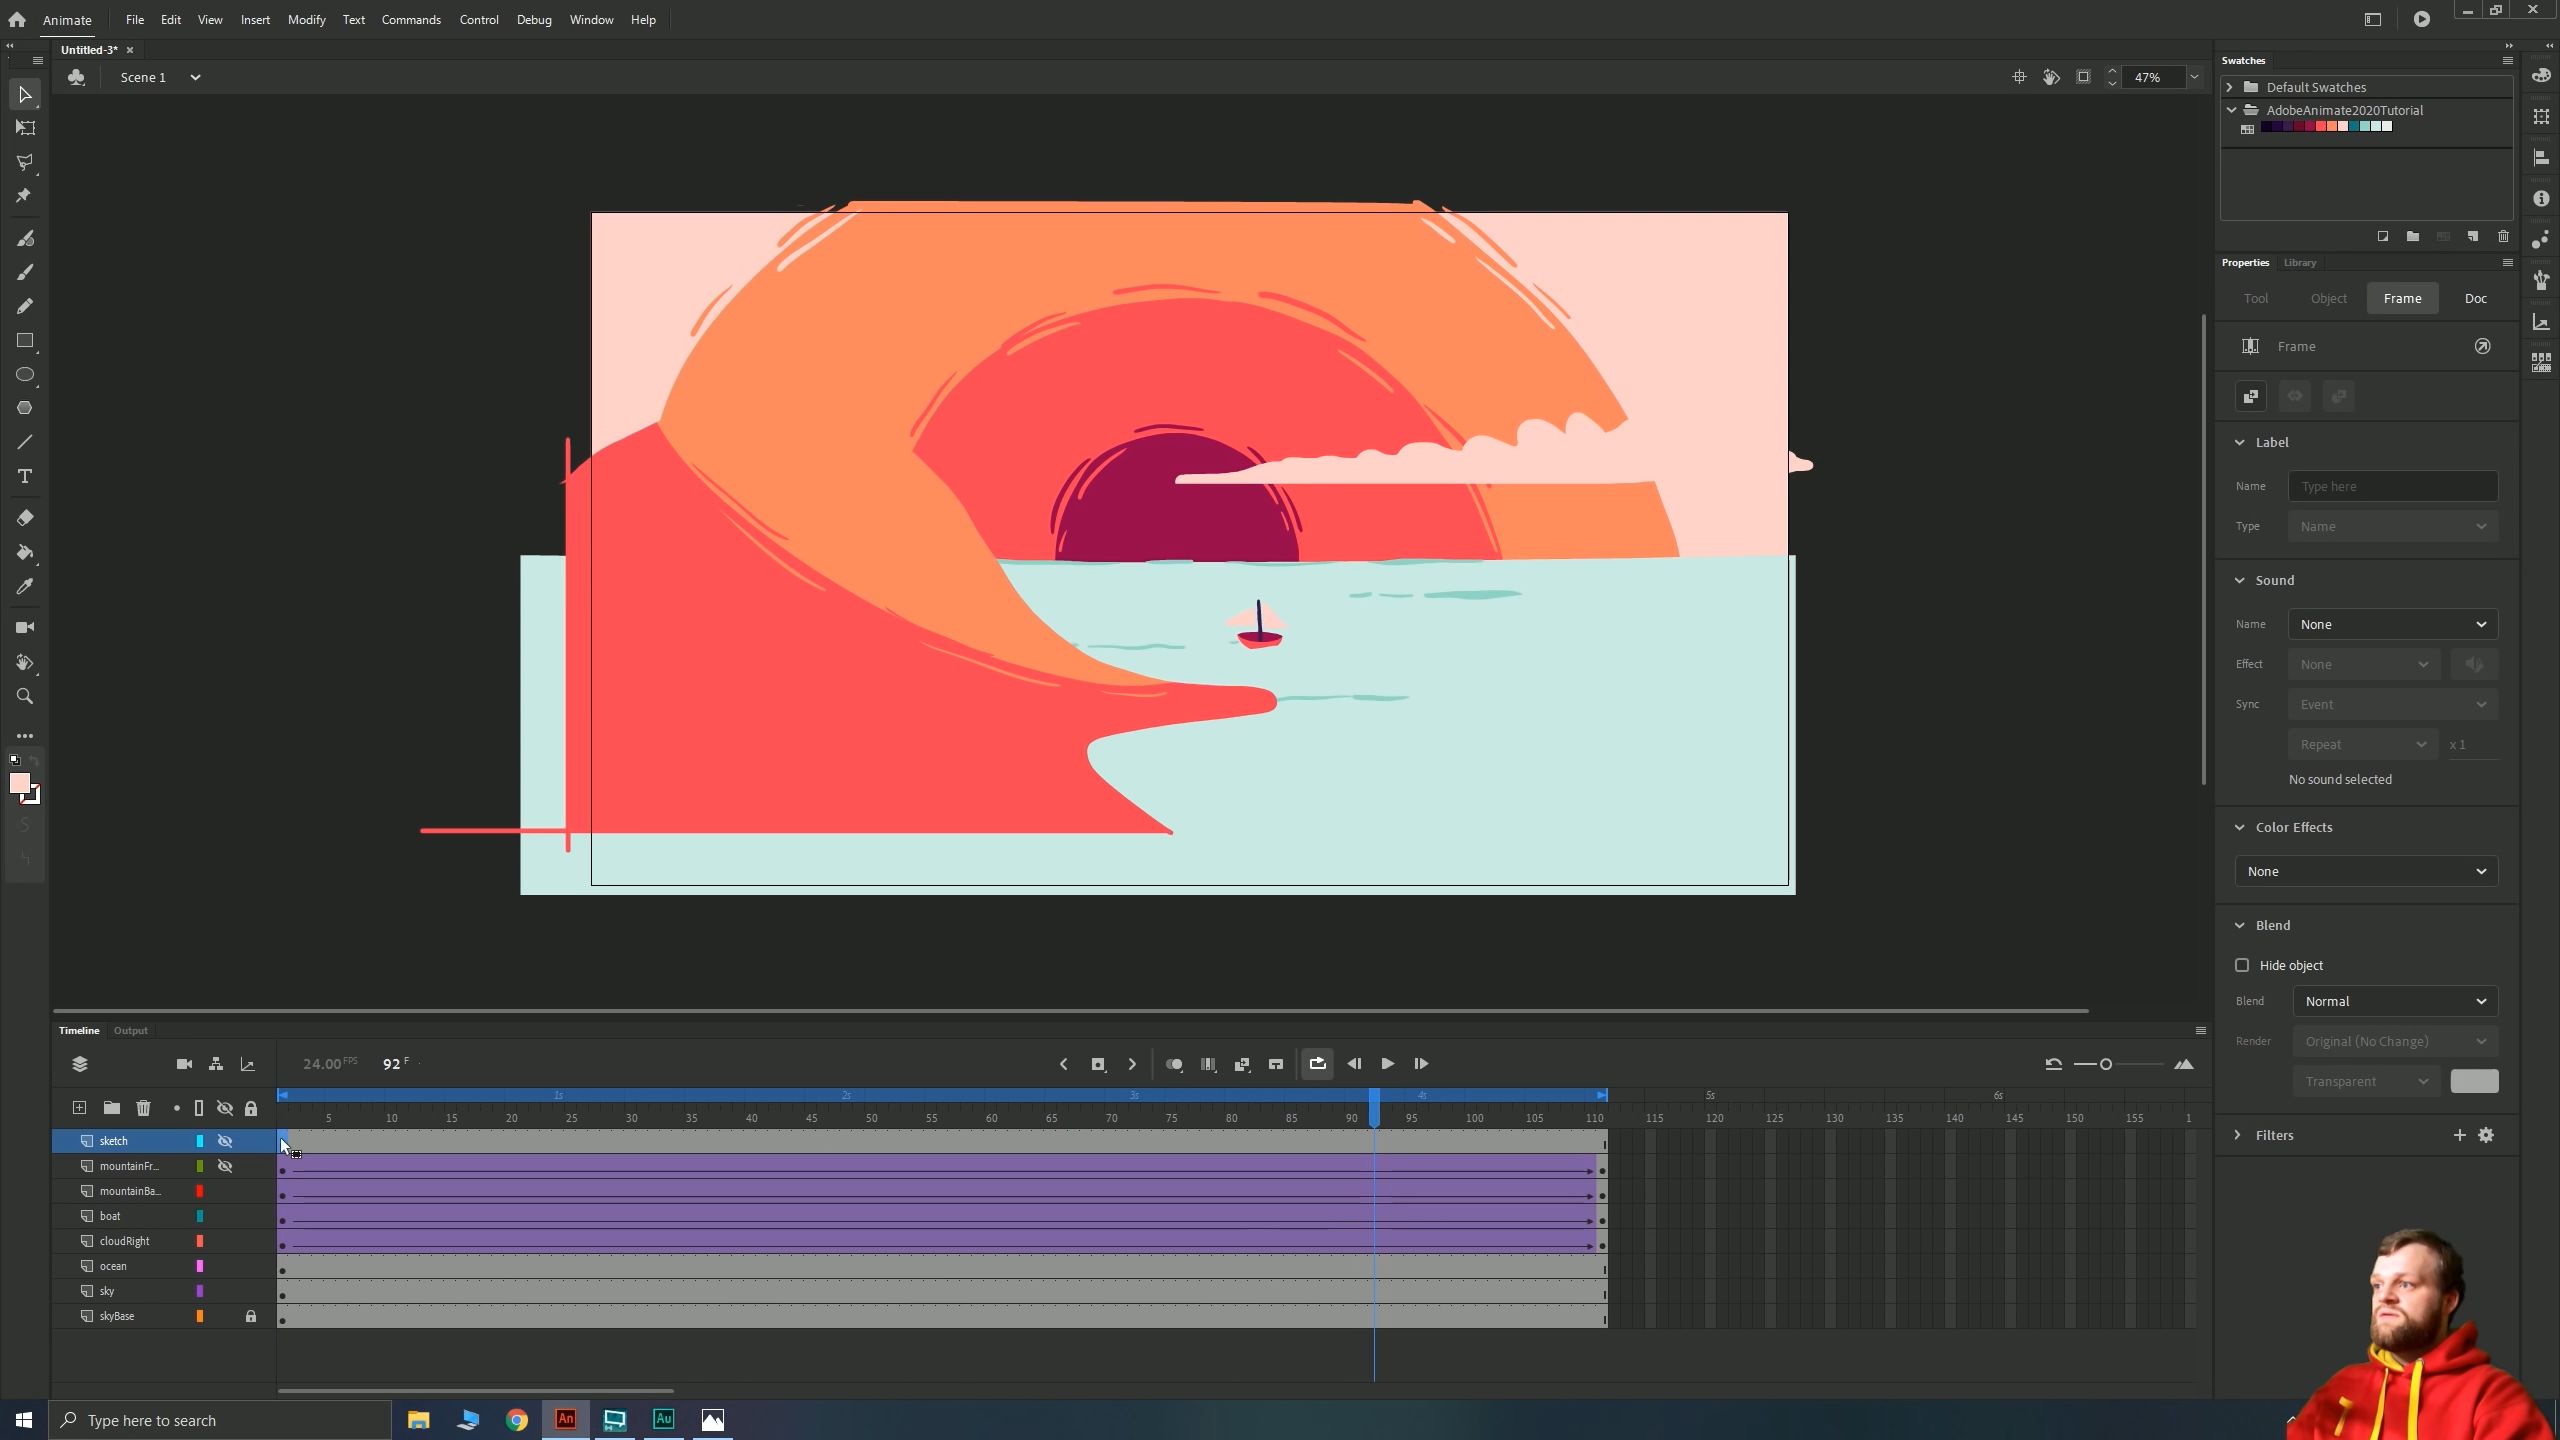 Animate File Edit View Insert Modify Text Commands Control Debug Window Help
Untitled-3*
Scene 1
47%
Swatches
Default Swatches
AdobeAnimate2020Tutorial
Properties Library
Tool Object Frame Doc
Frame
Label
Name Type here
Type Name
Sound
Name None
Effect None
Sync Event
Repeat x 1
No sound selected
Color Effects
None
Blend
Hide object
Blend Normal
Render Original (No Change)
Transparent
Filters
Timeline Output
24.00 FPS 92 F
1s 2s 3s 4s 5s 6s
5 10 15 20 25 30 35 40 45 50 55 60 65 70 75 80 85 90 95 100 105 110 115 120 125 130 135 140 145 150 155 1
sketch
mountainFr...
mountainBa...
boat
cloudRight
ocean
sky
skyBase
Type here to search
An Au